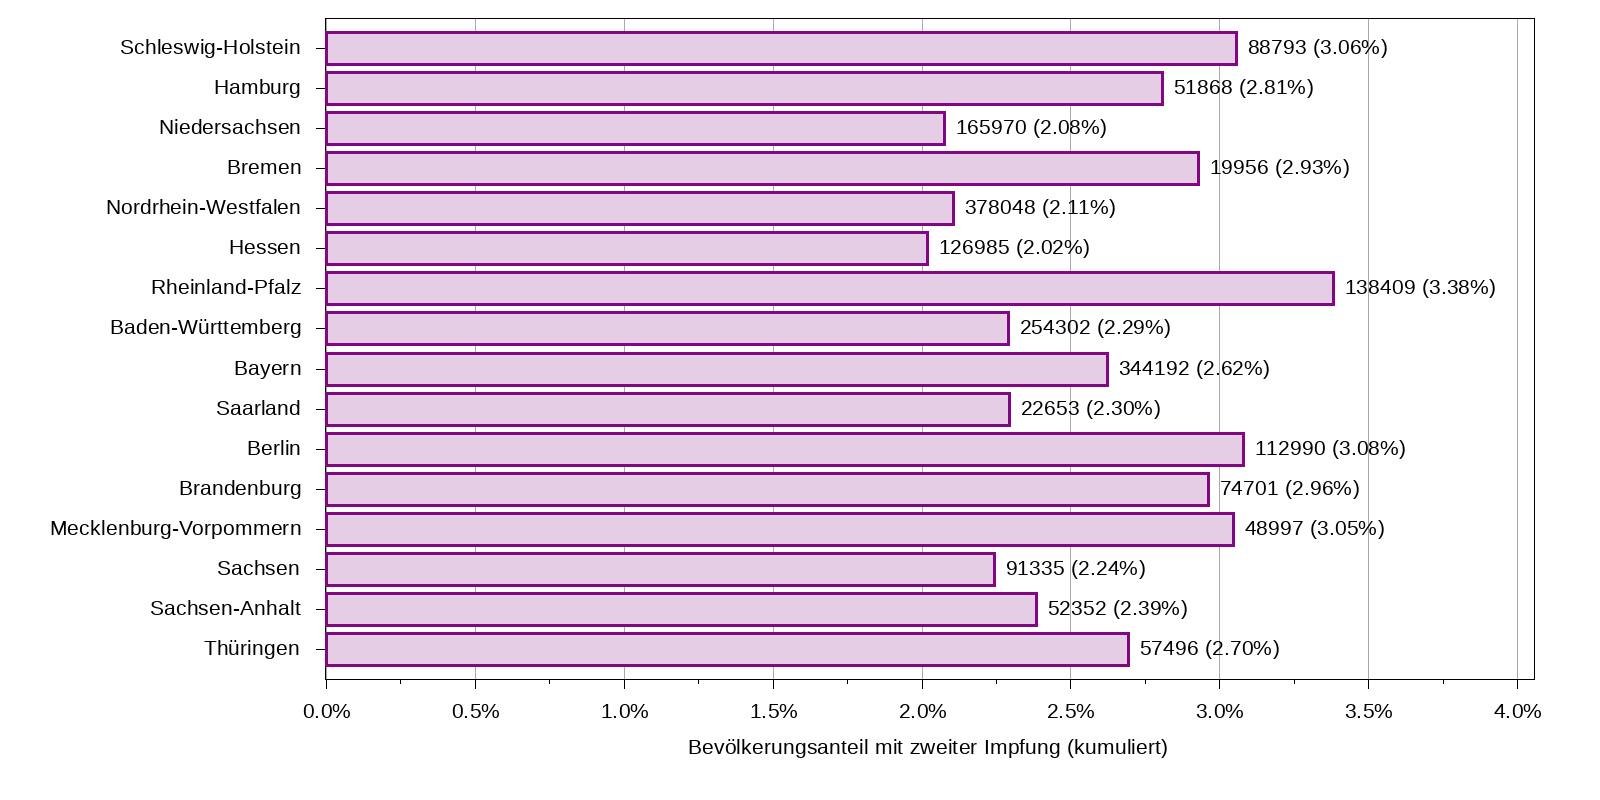 Schleswig-Holstein 88793 (3.06%)
Hamburg 51868 (2.81%)
Niedersachsen 165970 (2.08%)
Bremen 19956 (2.93%)
Nordrhein-Westfalen 378048 (2.11%)
Hessen 126985 (2.02%)
Rheinland-Pfalz 138409 (3.38%)
Baden-Württemberg 254302 (2.29%)
Bayern 344192 (2.62%)
Saarland 22653 (2.30%)
Berlin 112990 (3.08%)
Brandenburg 74701 (2.96%)
Mecklenburg-Vorpommern 48997 (3.05%)
Sachsen 91335 (2.24%)
Sachsen-Anhalt 52352 (2.39%)
Thüringen 57496 (2.70%)
0.0% 0.5% 1.0% 1.5% 2.0% 2.5% 3.0% 3.5% 4.0%
Bevölkerungsanteil mit zweiter Impfung (kumuliert)